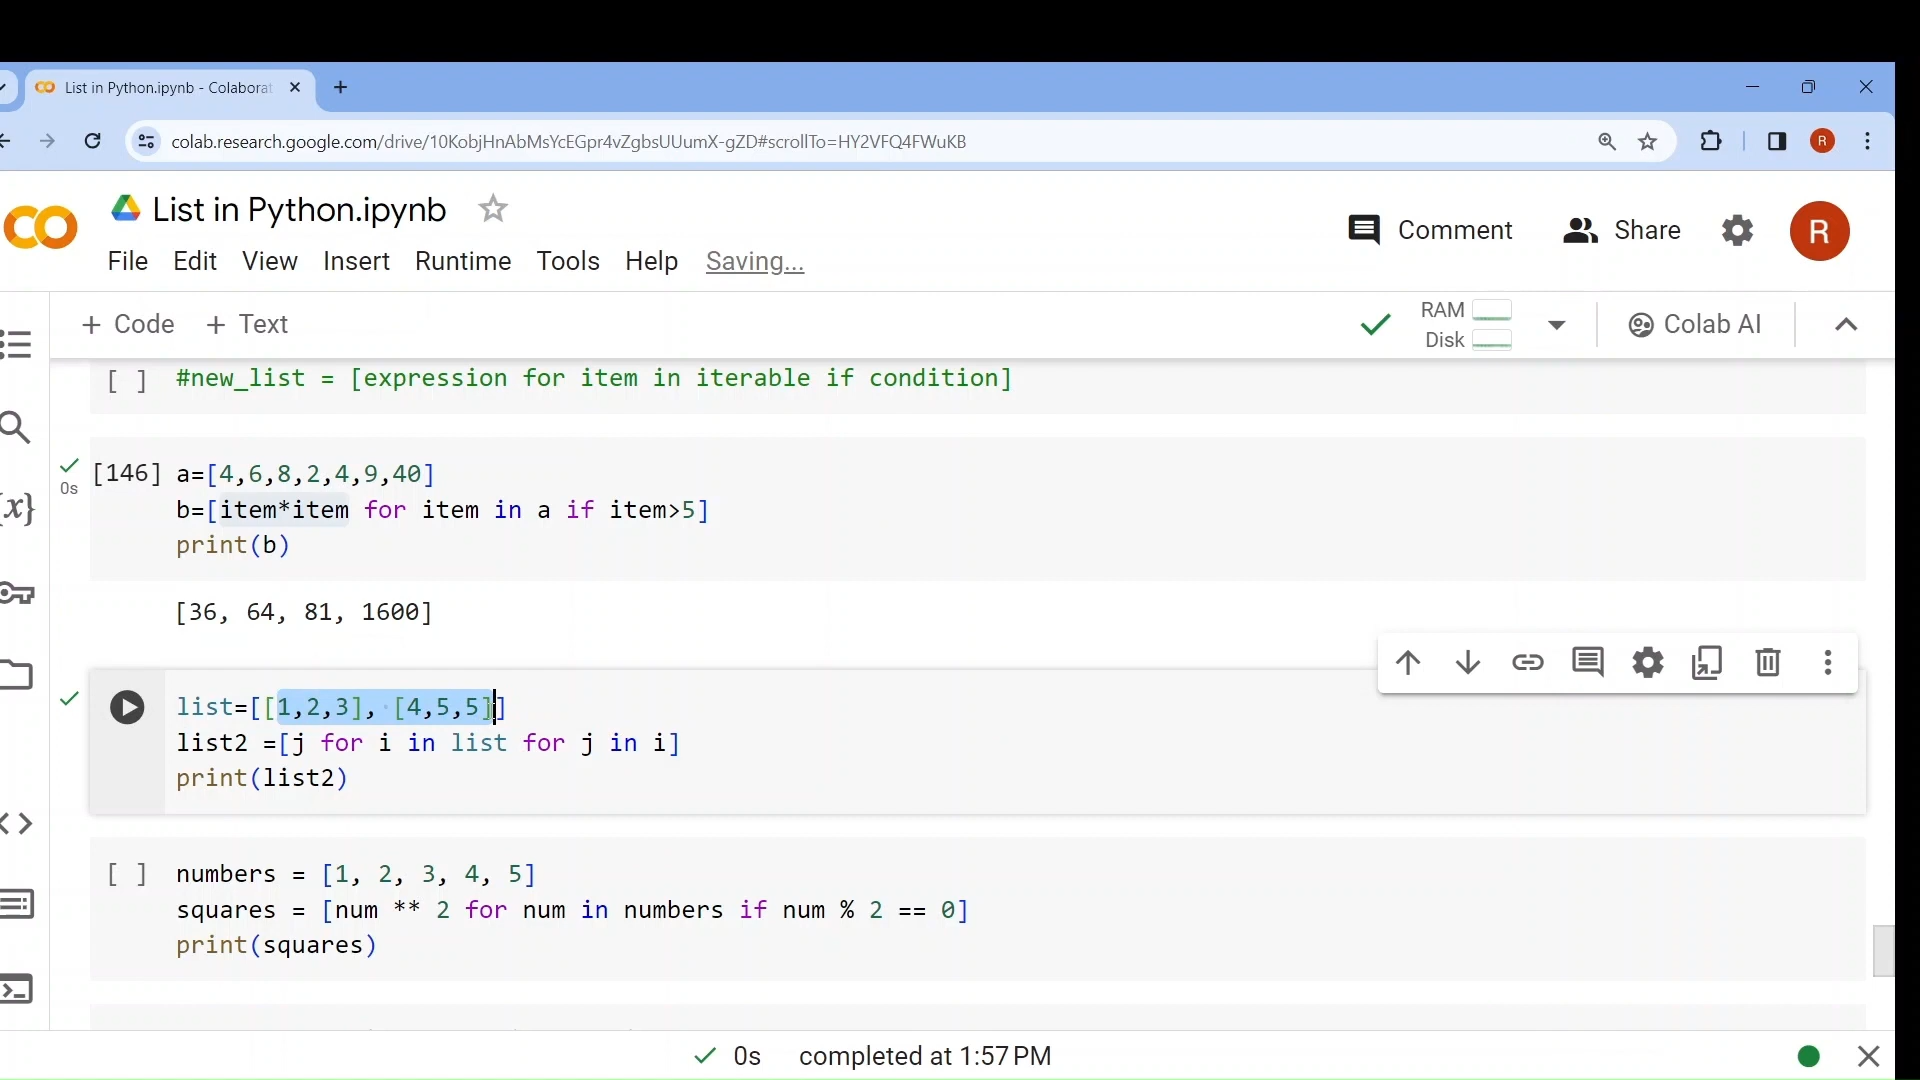 List in Python.ipynb - Colaborat
colab.research.google.com/drive/10KobjHnAbMsYcEGpr4vZgbsUUumX-gZD#scrollTo=HY2VFQ4FWuKB
R
List in Python.ipynb
Comment
Share
R
File Edit View Insert Runtime Tools Help Saving...
+ Code + Text
RAM
Disk
Colab AI
[ ] #new_list = [expression for item in iterable if condition]
[146] a=[4,6,8,2,4,9,40]
0s
b=[item*item for item in a if item>5]
print(b)
[36, 64, 81, 1600]
list=[[1,2,3], [4,5,5]]
list2 =[j for i in list for j in i]
print(list2)
[ ] numbers = [1, 2, 3, 4, 5]
squares = [num ** 2 for num in numbers if num % 2 == 0]
print(squares)
0s completed at 1:57 PM